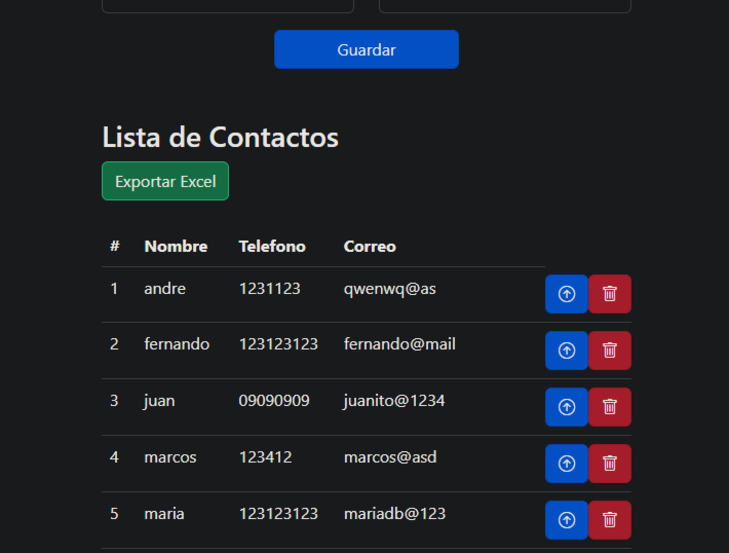 Guardar
Lista de Contactos
Exportar Excel
# Nombre Telefono Correo
1 andre 1231123 qwenwq@as
2 fernando 123123123 fernando@mail
3 juan 09090909 juanito@1234
4 marcos 123412 marcos@asd
5 maria 123123123 mariadb@123